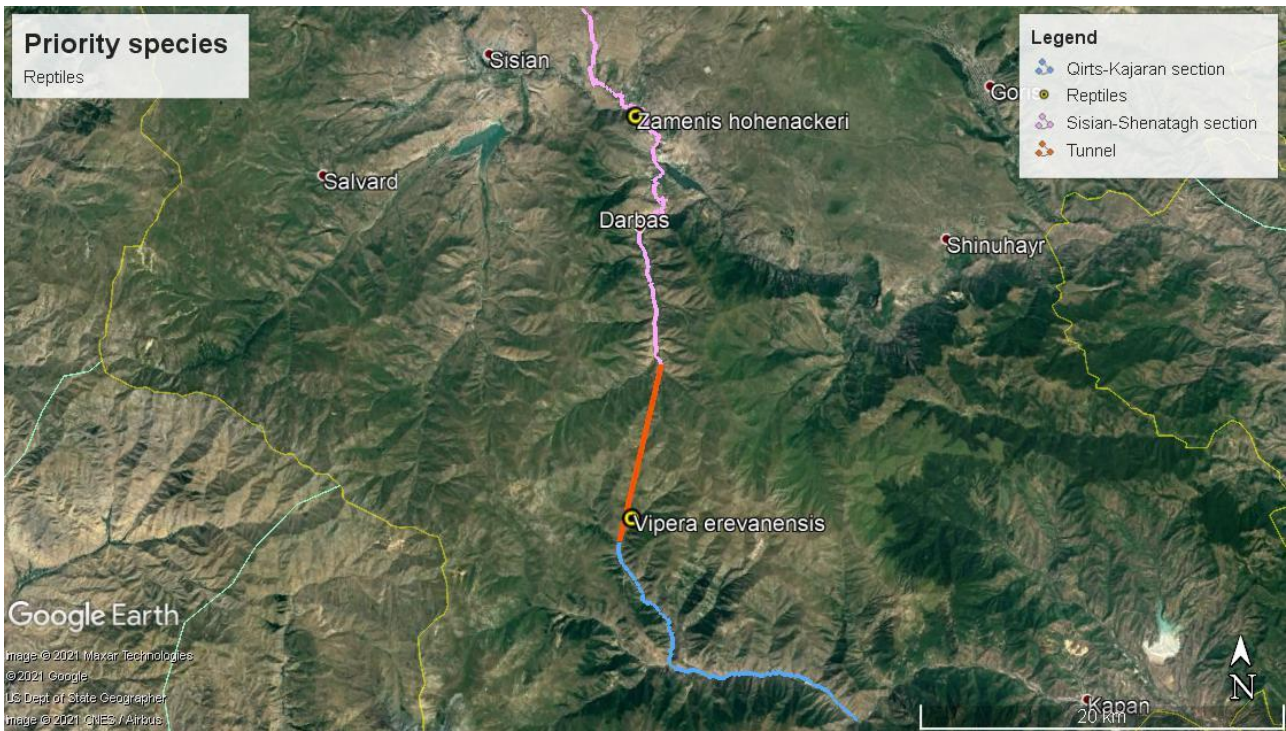 Priority species
Reptiles
Legend
Qirts-Kajaran section
Reptiles
Sisian-Shenatagh section
Tunnel
Sisian
Goris
Zamenis hohenackeri
Salvard
Darbas
Shinuhayr
Vipera erevanensis
Google Earth
Image © 2021 Maxar Technologies
© 2021 Google
US Dept of State Geographer
Image © 2021 CNES / Airbus
N
Kapan
20 km